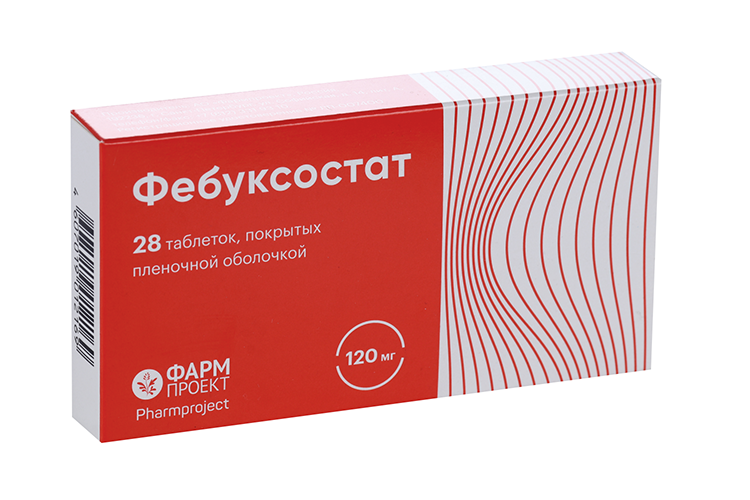 Фебуксостат
28 таблеток, покрытых
пленочной оболочкой
120 мг
ФАРМ
ПРОЕКТ
Pharmproject